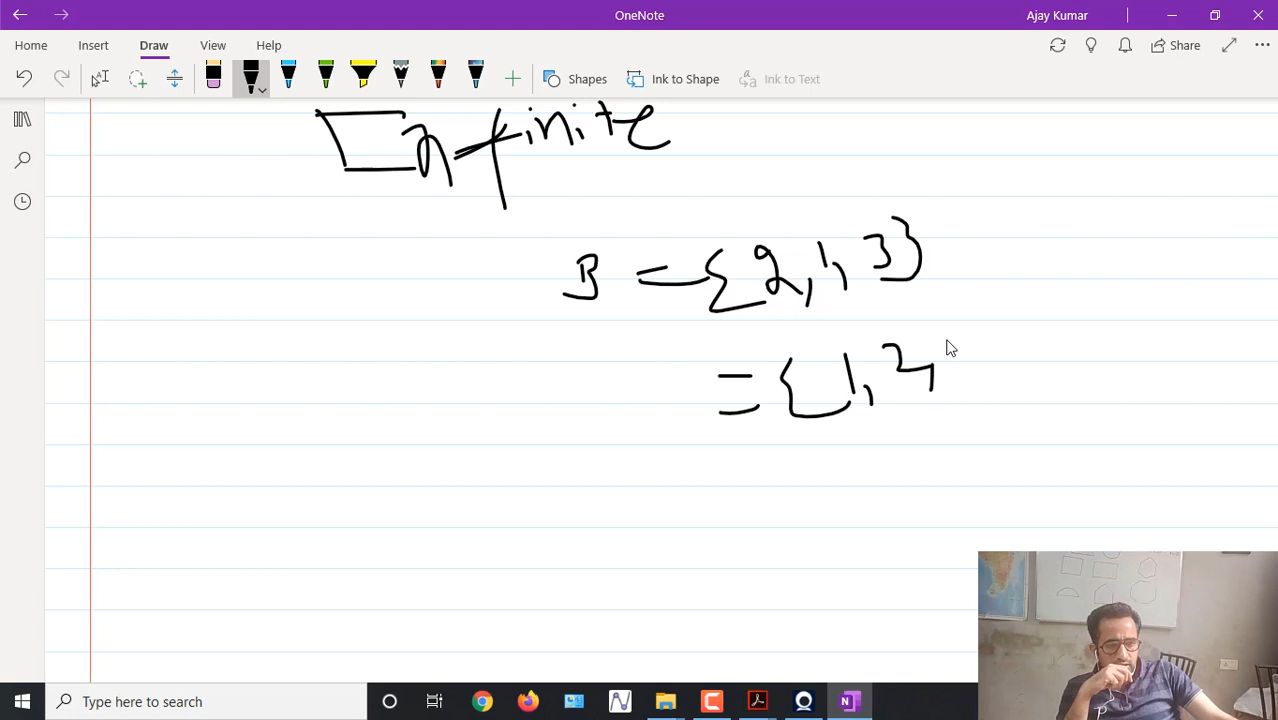 OneNote
Ajay Kumar
Home Insert Draw View Help
Share
Shapes Ink to Shape Ink to Text
Infinite
B = {2, 1, 3}
= { 1, 2,
Type here to search